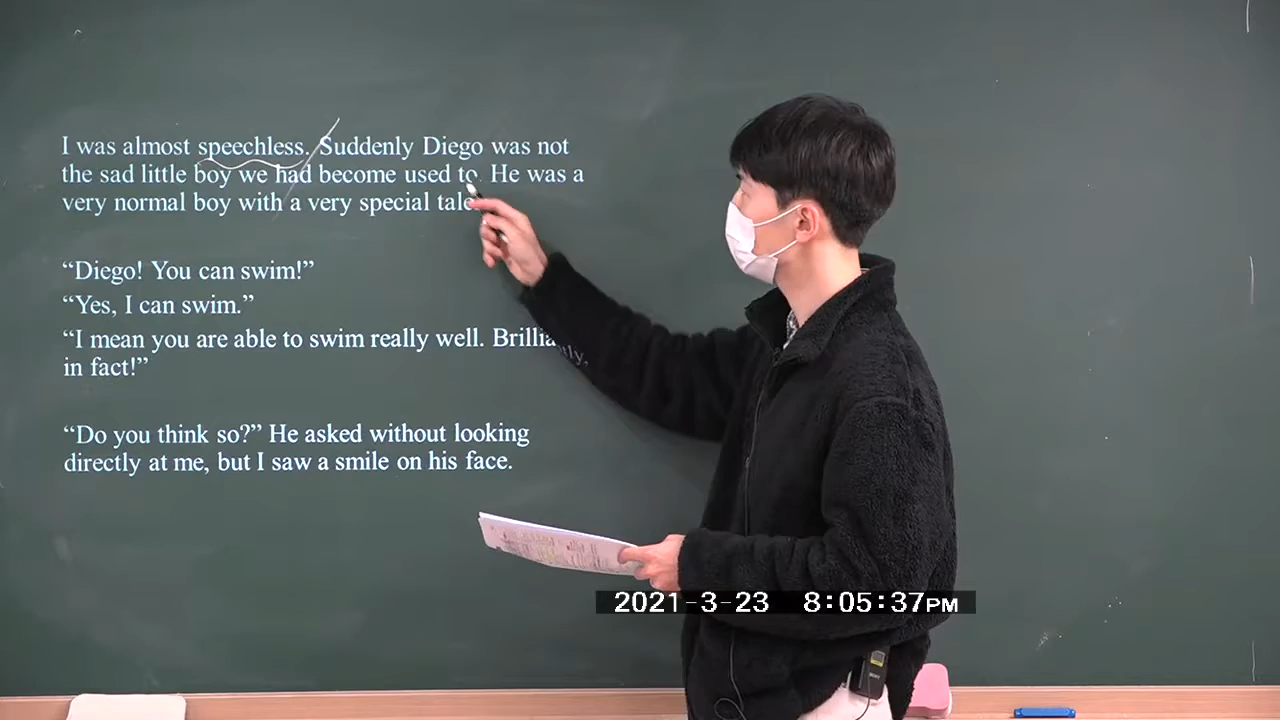 I was almost speechless. Suddenly Diego was not
the sad little boy we had become used to. He was a
very normal boy with a very special
“Diego! You can swim!”
“Yes, I can swim.”
“I mean you are able to swim really well.
in fact!”
“Do you think so?” He asked without looking
directly at me, but I saw a smile on his face.
2021-3-23 8:05:37PM